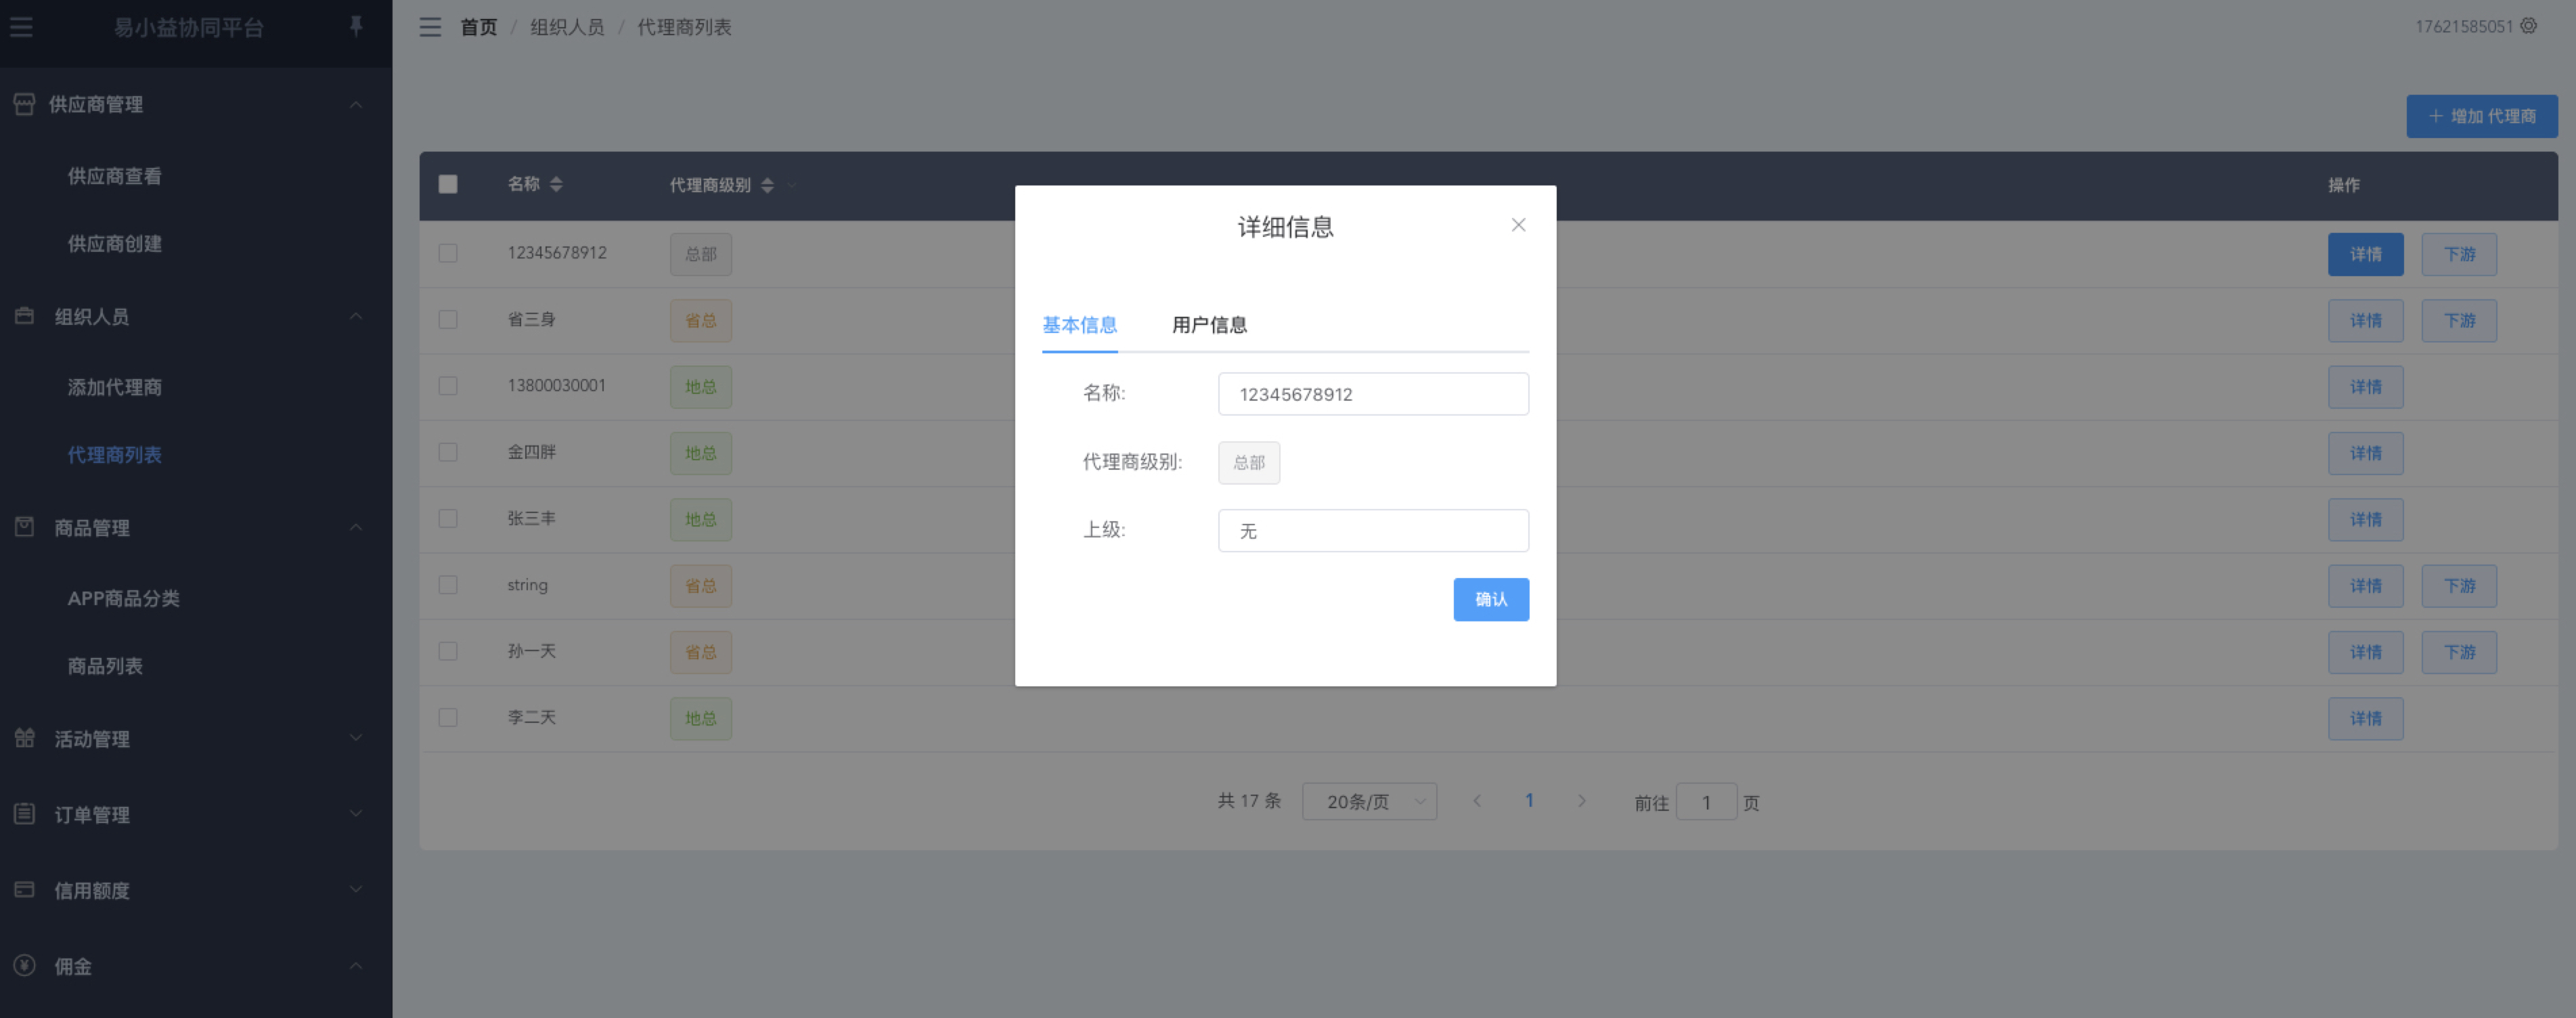 易小益协同平台
首页 / 组织人员 / 代理商列表
17621585051
供应商管理
供应商查看
供应商创建
组织人员
添加代理商
代理商列表
商品管理
APP商品分类
商品列表
活动管理
订单管理
信用额度
佣金
增加 代理商
名称 代理商级别 操作
12345678912 总部 详情 下游
省三身 省总 详情 下游
13800030001 地总 详情
金四胖 地总 详情
张三丰 地总 详情
string 省总 详情 下游
孙一天 省总 详情 下游
李二天 地总 详情
共 17 条 20条/页 1 前往 1 页
详细信息
基本信息 用户信息
名称: 12345678912
代理商级别: 总部
上级: 无
确认